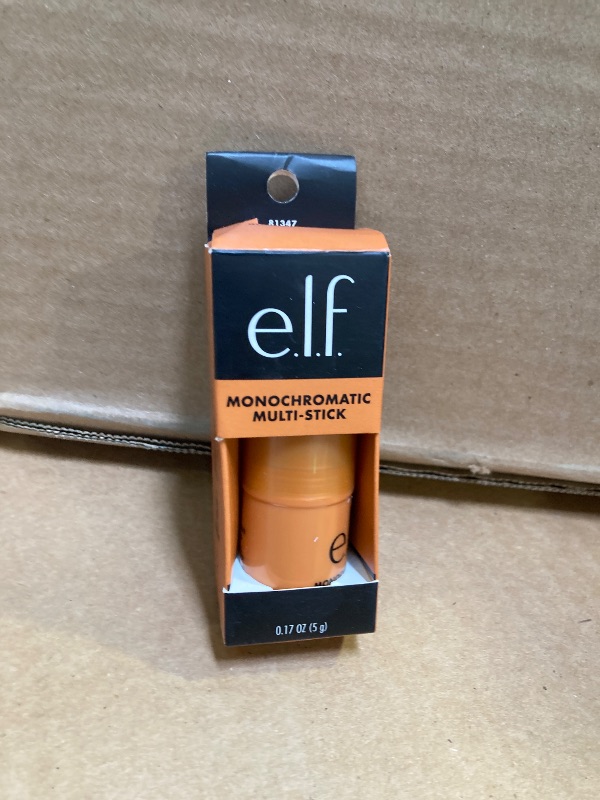 81347
e.l.f.
MONOCHROMATIC
MULTI-STICK
e
0.17 OZ (5 g)